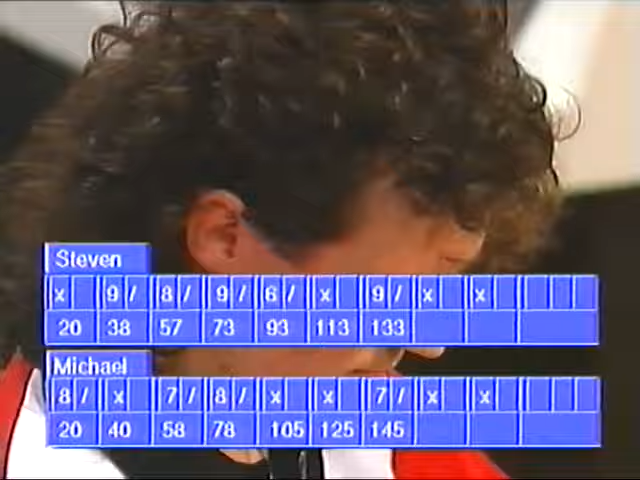 Steven
x 9 / 8 / 9 / 6 / x 9 / x x
20 38 57 73 93 113 133
Michael
8 / x 7 / 8 / x x 7 / x x
20 40 58 78 105 125 145